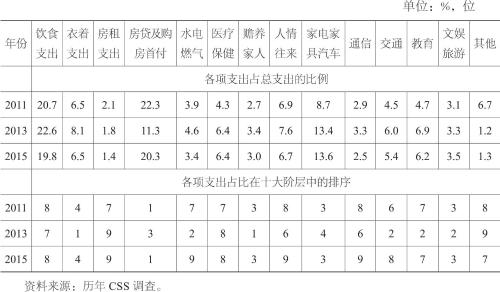 单位：%，位
年份 饮食支出 衣着支出 房租支出 房贷及购房首付 水电燃气 医疗保健 赡养家人 人情往来 家电家具汽车 通信 交通 教育 文娱旅游 其他
各项支出占总支出的比例
2011 20.7 6.5 2.1 22.3 3.9 4.3 2.7 6.9 8.7 2.9 4.5 4.7 3.1 6.7
2013 22.6 8.1 1.8 11.3 4.6 6.4 3.4 7.6 13.4 3.3 6.0 6.9 3.3 1.2
2015 19.8 6.5 1.4 20.3 3.4 6.4 3.0 6.7 13.6 2.5 5.4 6.2 3.5 1.3
各项支出占比在十大阶层中的排序
2011 8 4 7 1 7 7 3 8 3 8 6 7 3 8
2013 7 1 9 3 2 8 1 6 4 6 2 2 2 9
2015 8 4 9 1 9 8 3 9 3 9 8 7 3 7
资料来源：历年 CSS 调查。